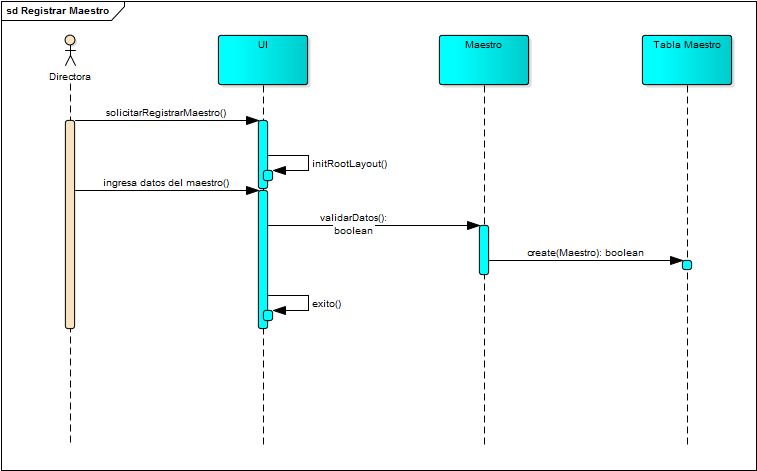 sd Registrar Maestro
UI
Maestro
Tabla Maestro
Directora
solicitarRegistrarMaestro()
initRootLayout()
ingresa datos del maestro()
validarDatos():
boolean
create(Maestro): boolean
exito()